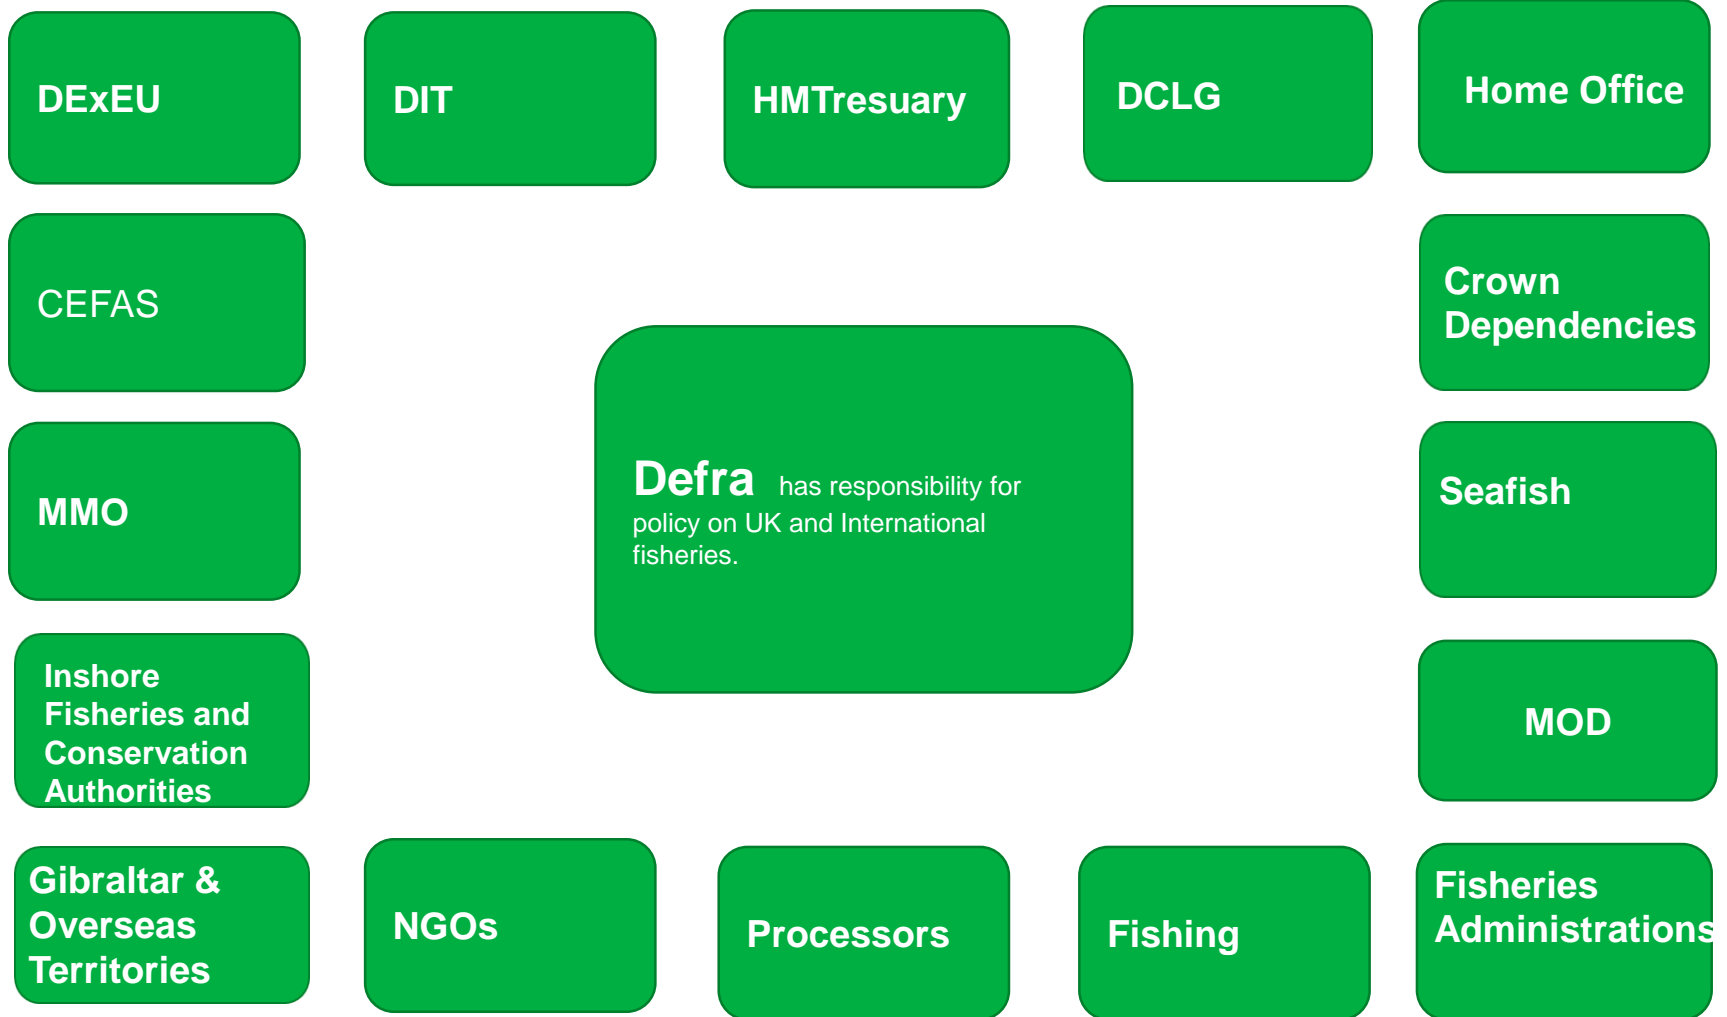 DExEU
DIT
HMTresuary
DCLG
Home Office
CEFAS
Crown
Dependencies
MMO
Defra has responsibility for
policy on UK and International
fisheries.
Seafish
Inshore
Fisheries and
Conservation
Authorities
MOD
Gibraltar &
Overseas
Territories
NGOs
Processors
Fishing
Fisheries
Administrations